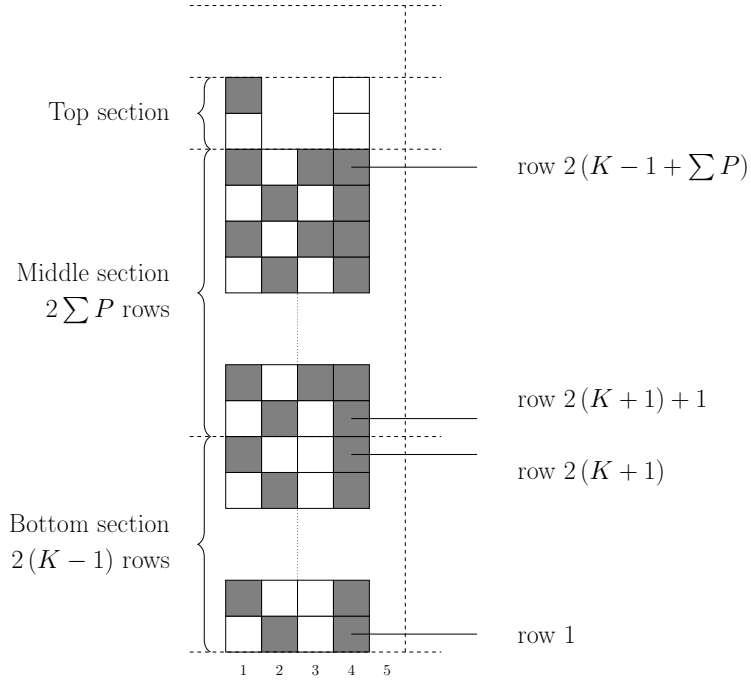 Top section
row 2 (K − 1 + ∑ P)
Middle section
2 ∑ P rows
row 2 (K + 1) + 1
row 2 (K + 1)
Bottom section
2 (K − 1) rows
row 1
1 2 3 4 5